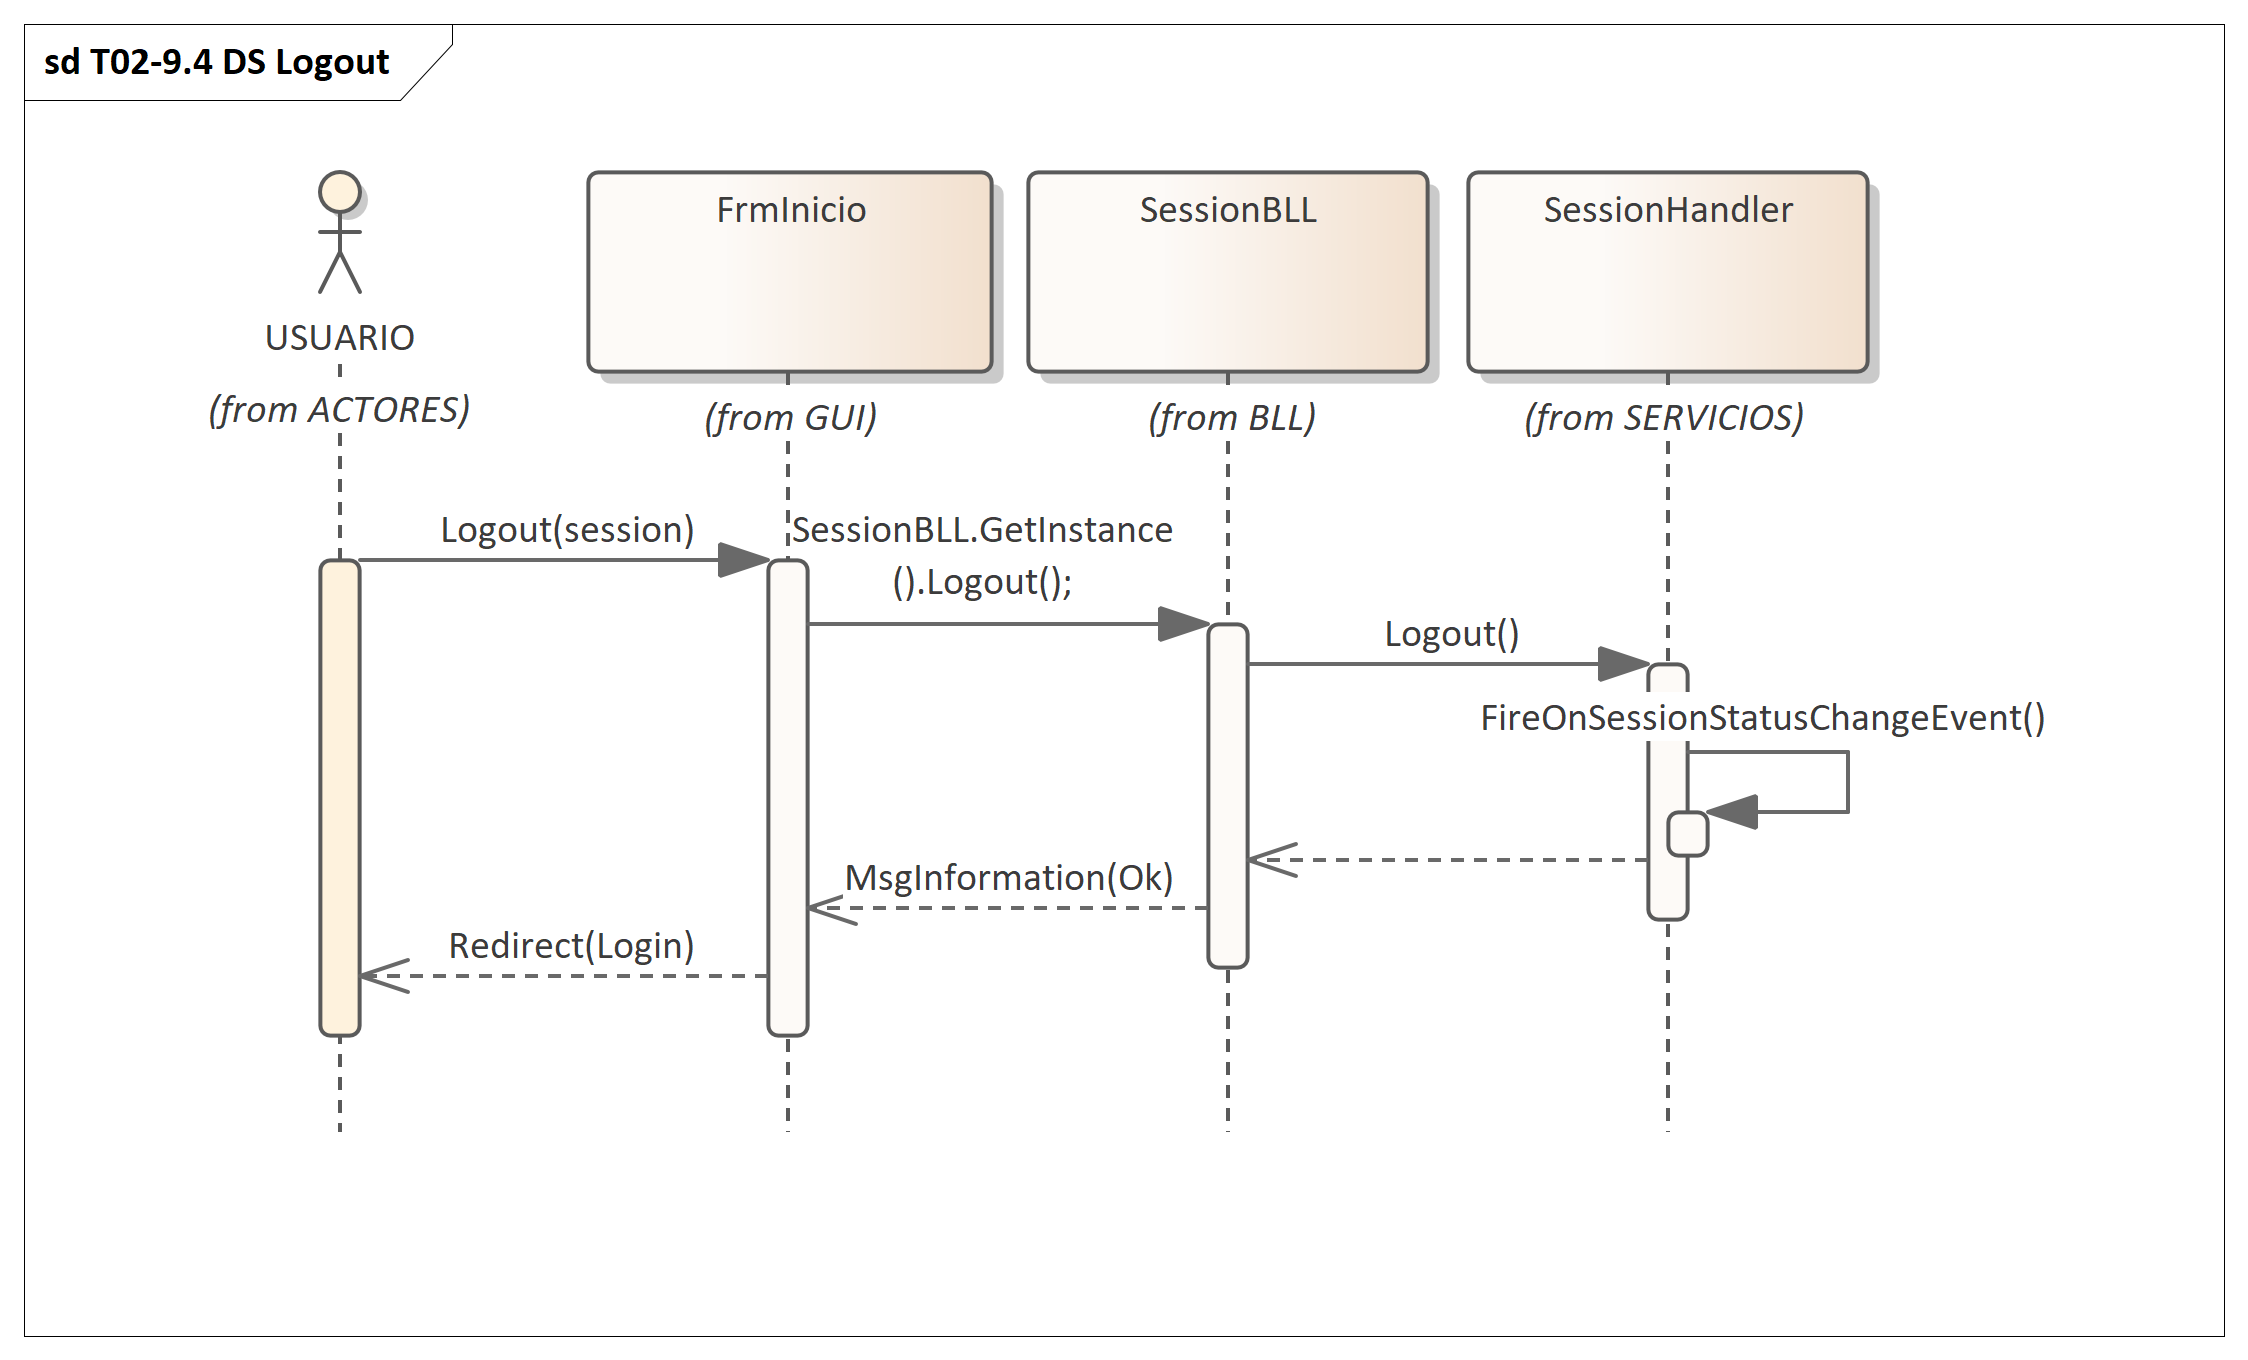 sd T02-9.4 DS Logout
USUARIO
(from ACTORES)
FrmInicio
(from GUI)
SessionBLL
(from BLL)
SessionHandler
(from SERVICIOS)
Logout(session)
SessionBLL.GetInstance
().Logout();
Logout()
FireOnSessionStatusChangeEvent()
MsgInformation(Ok)
Redirect(Login)